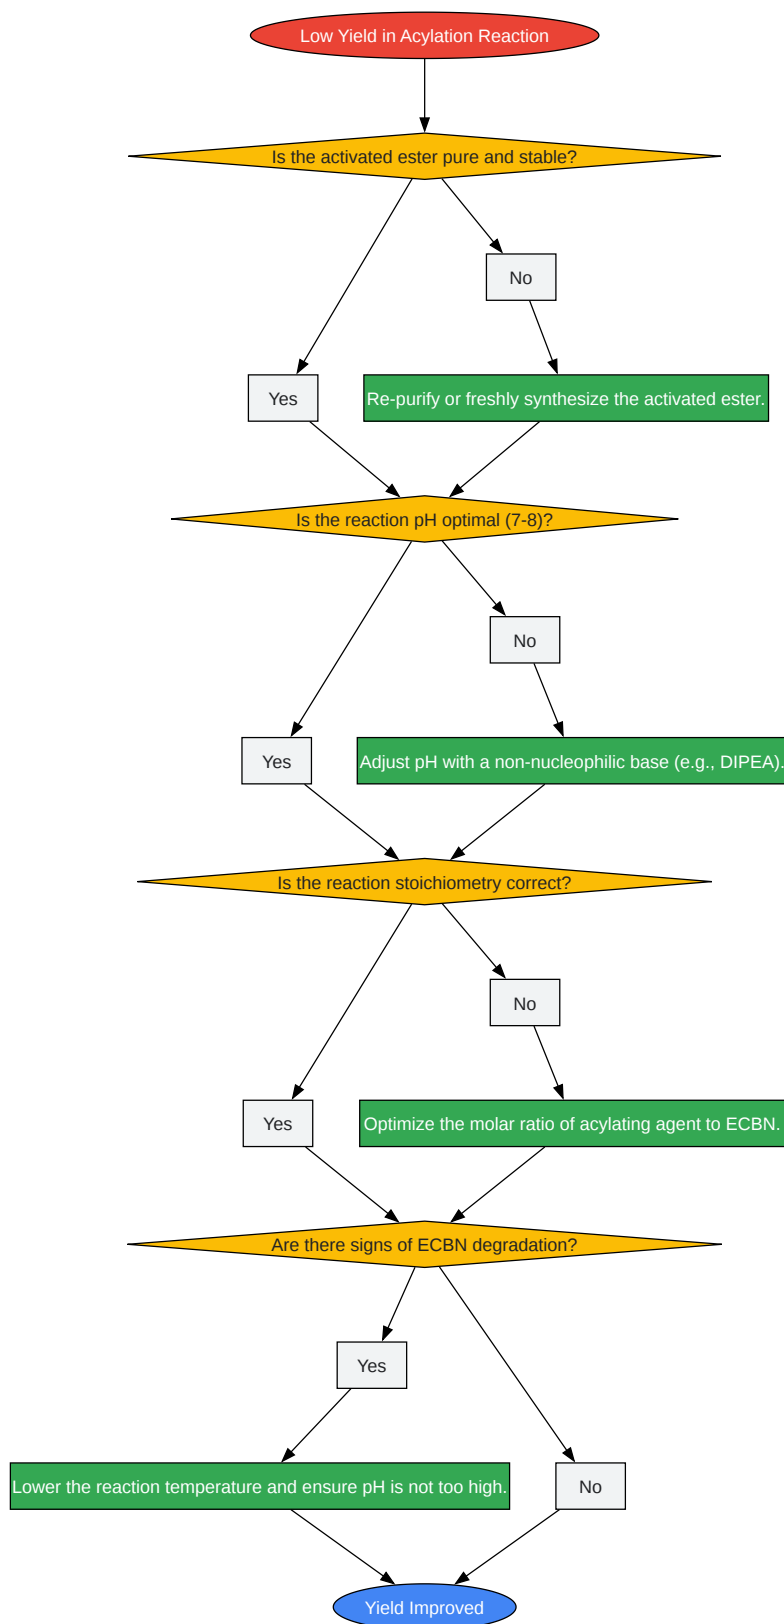 Low Yield in Acylation Reaction
Is the activated ester pure and stable?
No
Yes
Re-purify or freshly synthesize the activated ester.
Is the reaction pH optimal (7-8)?
No
Yes
Adjust pH with a non-nucleophilic base (e.g., DIPEA).
Is the reaction stoichiometry correct?
No
Yes
Optimize the molar ratio of acylating agent to ECBN.
Are there signs of ECBN degradation?
Yes
Lower the reaction temperature and ensure pH is not too high.
No
Yield Improved